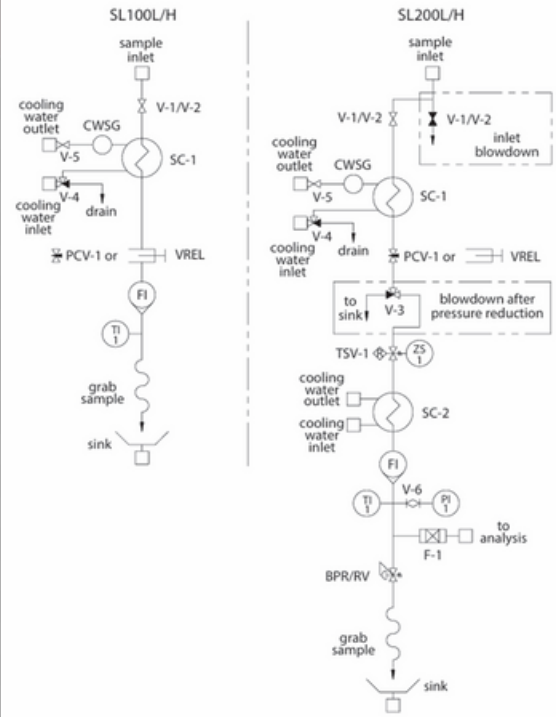 SL100L/H
sample
inlet
V-1/V-2
cooling
water
outlet
CWSG
V-5
SC-1
V-4
cooling
water
inlet
drain
PCV-1 or
VREL
FI
TI
1
grab
sample
sink
SL200L/H
sample
inlet
V-1/V-2
V-1/V-2
inlet
blowdown
cooling
water
outlet
CWSG
V-5
SC-1
V-4
cooling
water
inlet
drain
PCV-1 or
VREL
to
sink
V-3
blowdown after
pressure reduction
TSV-1
R
ZS
1
cooling
water
outlet
cooling
water
inlet
SC-2
FI
V-6
TI
1
PI
1
to
analysis
F-1
BPR/RV
grab
sample
sink